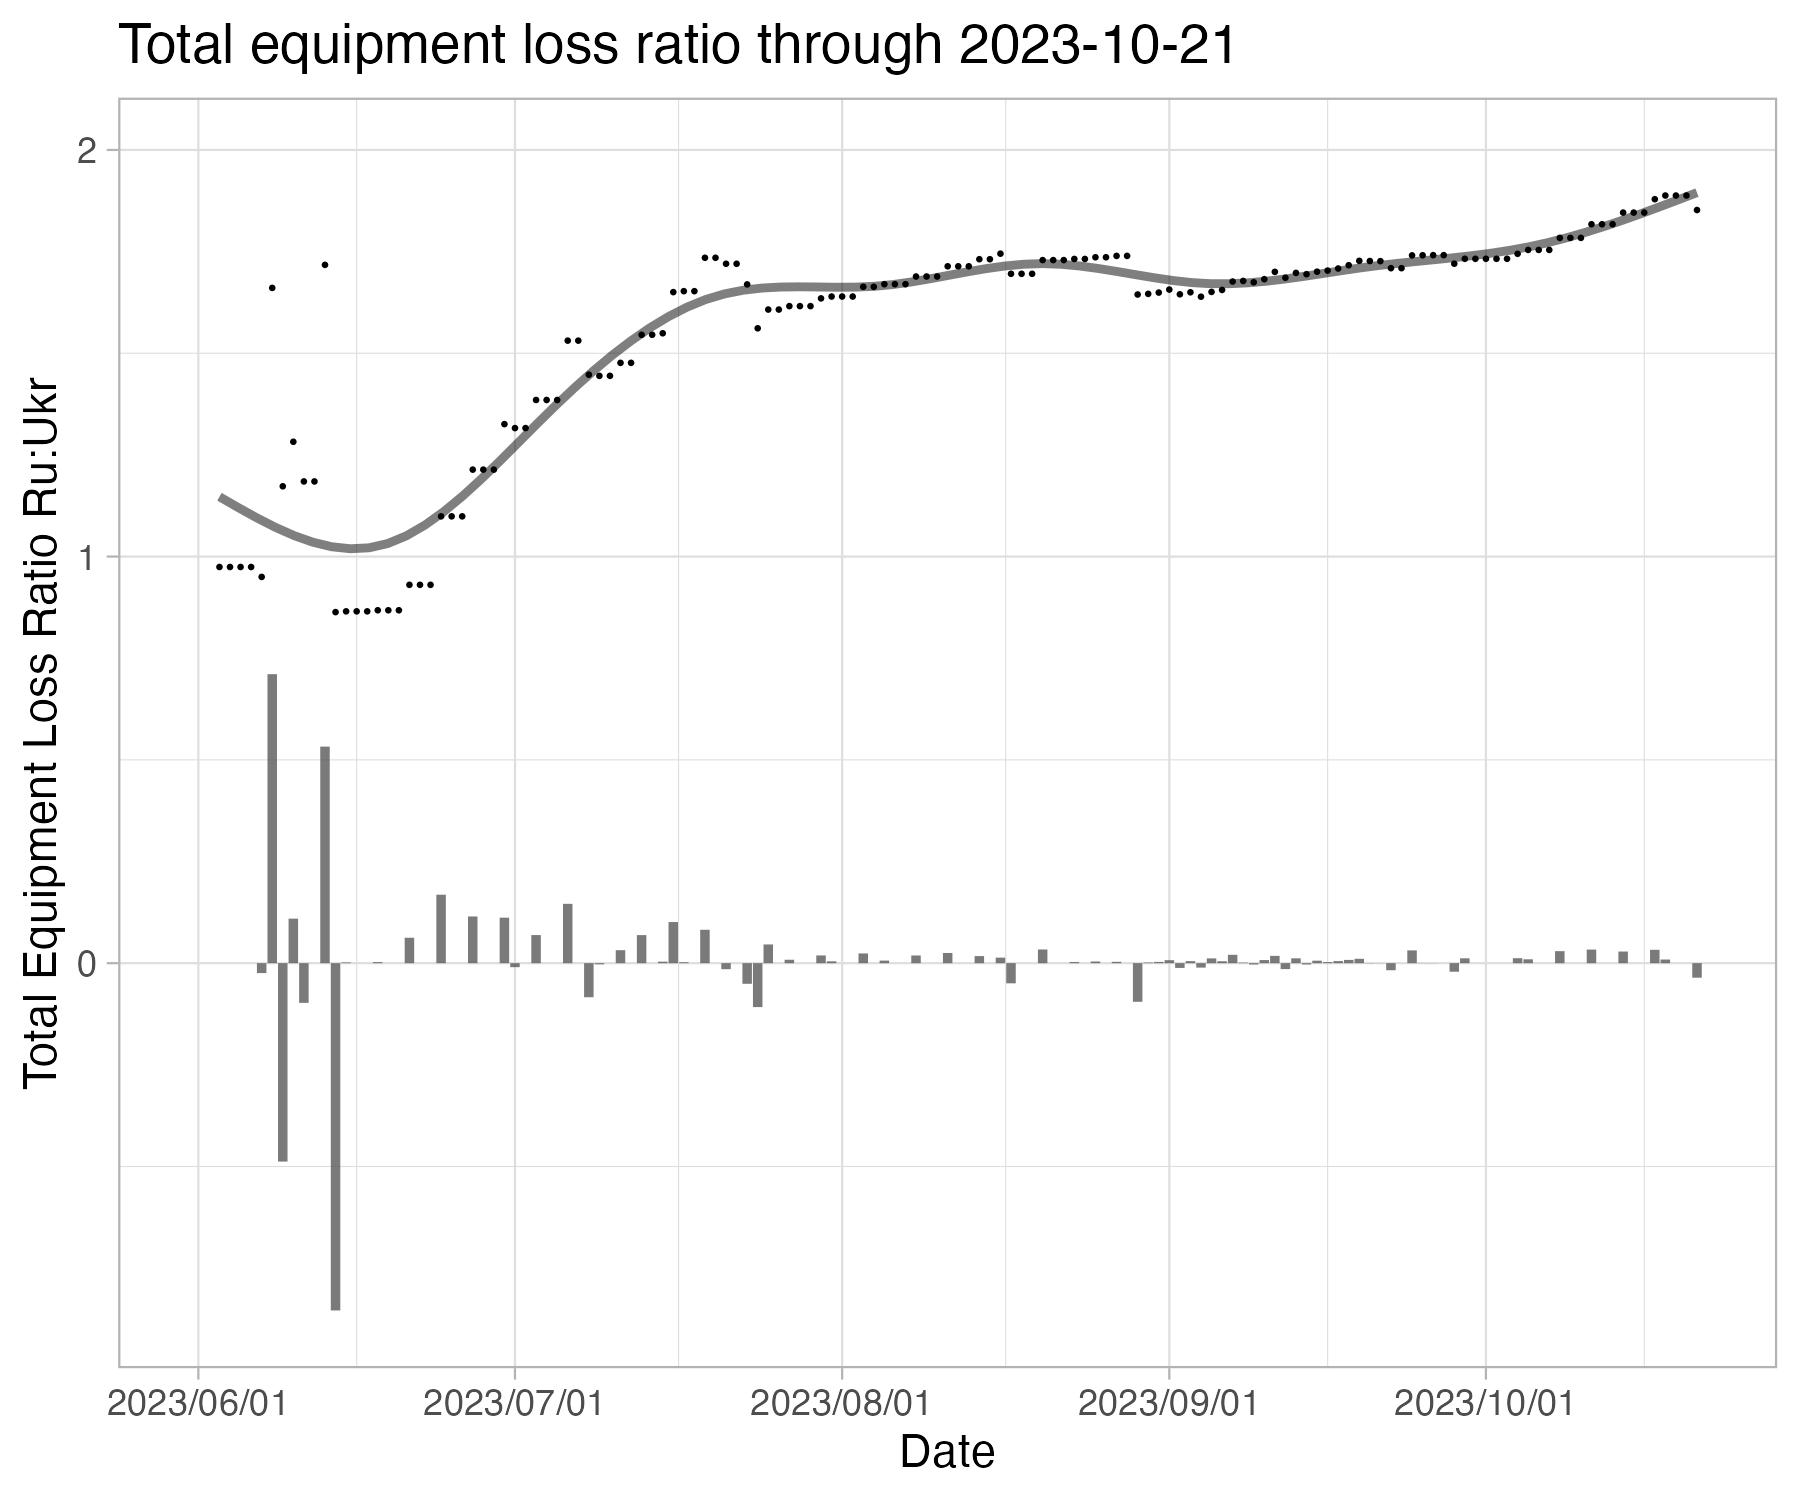 Total equipment loss ratio through 2023-10-21
Total Equipment Loss Ratio Ru:Ukr
2
1
0
2023/06/01
2023/07/01
2023/08/01
2023/09/01
2023/10/01
Date